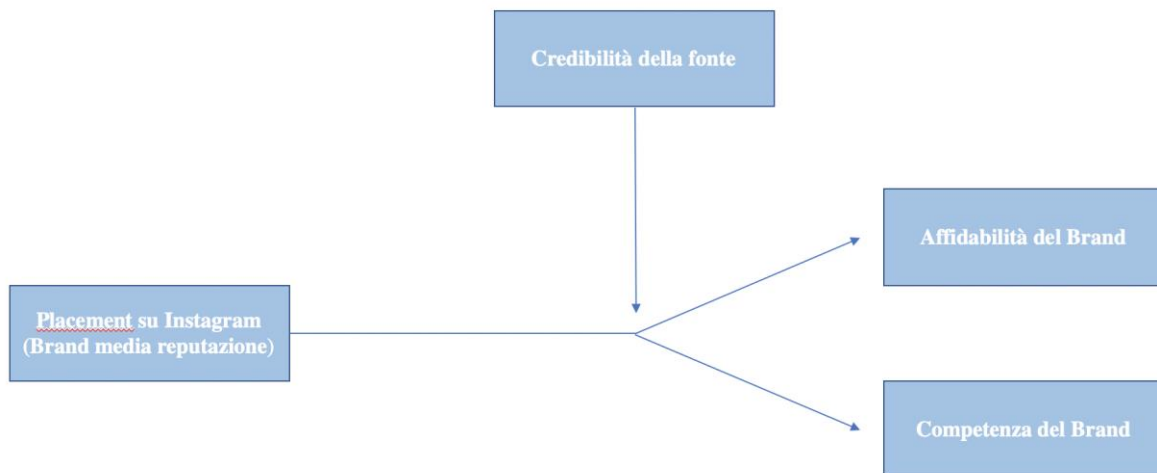 Credibilità della fonte
Affidabilità del Brand
Placement su Instagram
(Brand media reputazione)
Competenza del Brand